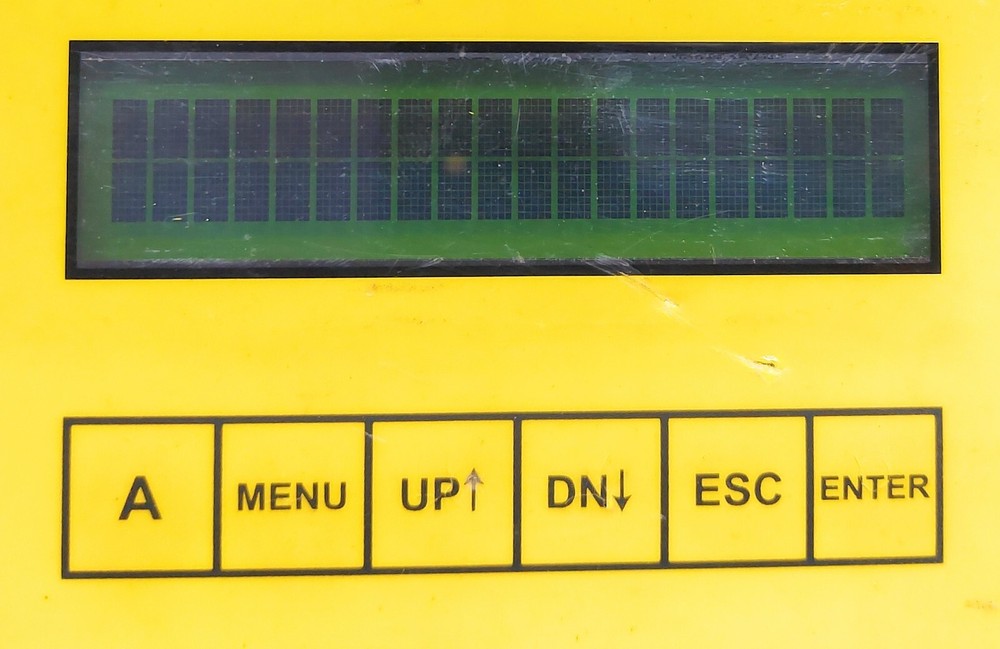 A MENU UP↑ DN↓ ESC ENTER